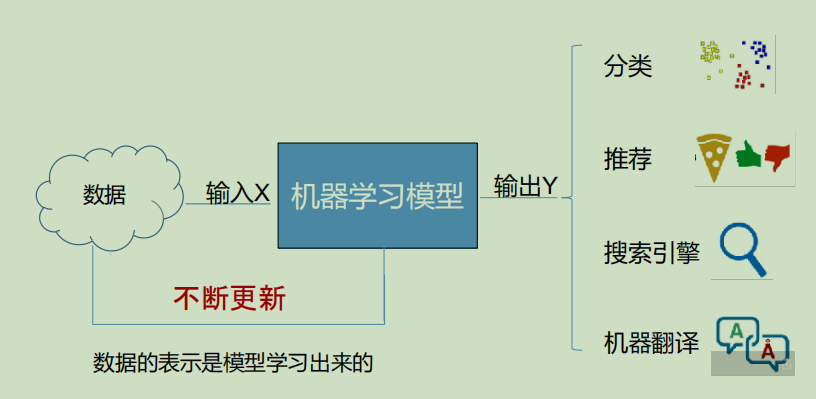 分类
推荐
数据
输入X
机器学习模型
输出Y
搜索引擎
不断更新
机器翻译
A
Å
数据的表示是模型学习出来的